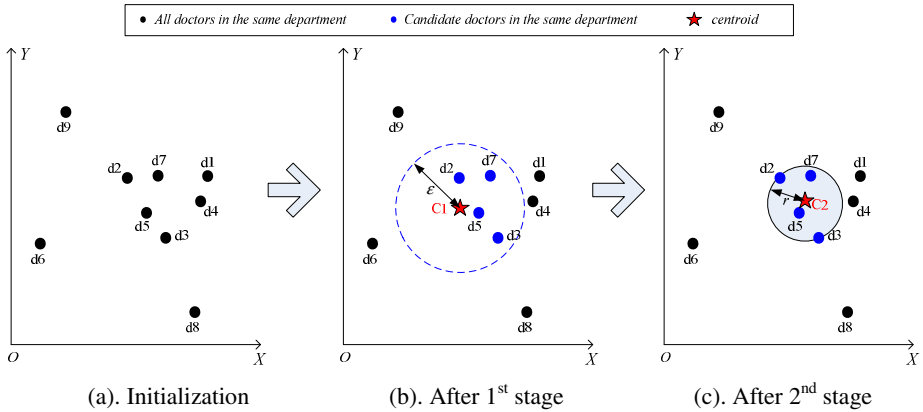 All doctors in the same department Candidate doctors in the same department centroid
Y Y Y
d9 d9 d9
d2 d7 d1 d2 d7 d1 d2 d7 d1
ε r
d4 C1 d4 C2 d4
d5 d3 d5 d3 d5 d3
d6 d6 d6
d8 d8 d8
O X O X O X
(a). Initialization (b). After 1st stage (c). After 2nd stage